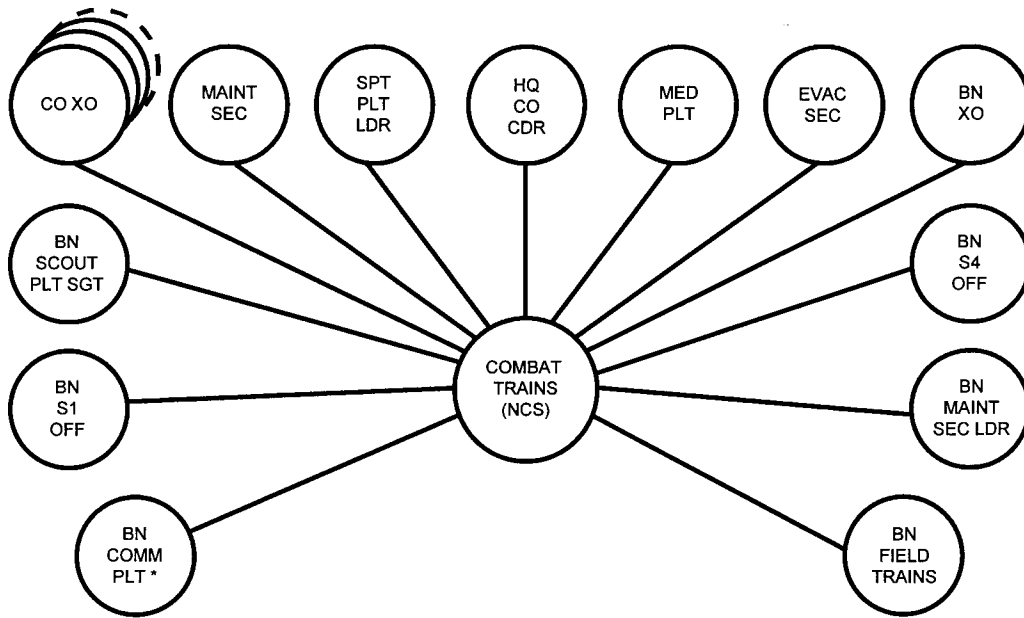 CO XO
MAINT
SEC
SPT
PLT
LDR
HQ
CO
CDR
MED
PLT
EVAC
SEC
BN
XO
BN
SCOUT
PLT SGT
BN
S4
OFF
COMBAT
TRAINS
(NCS)
BN
S1
OFF
BN
MAINT
SEC LDR
BN
COMM
PLT *
BN
FIELD
TRAINS